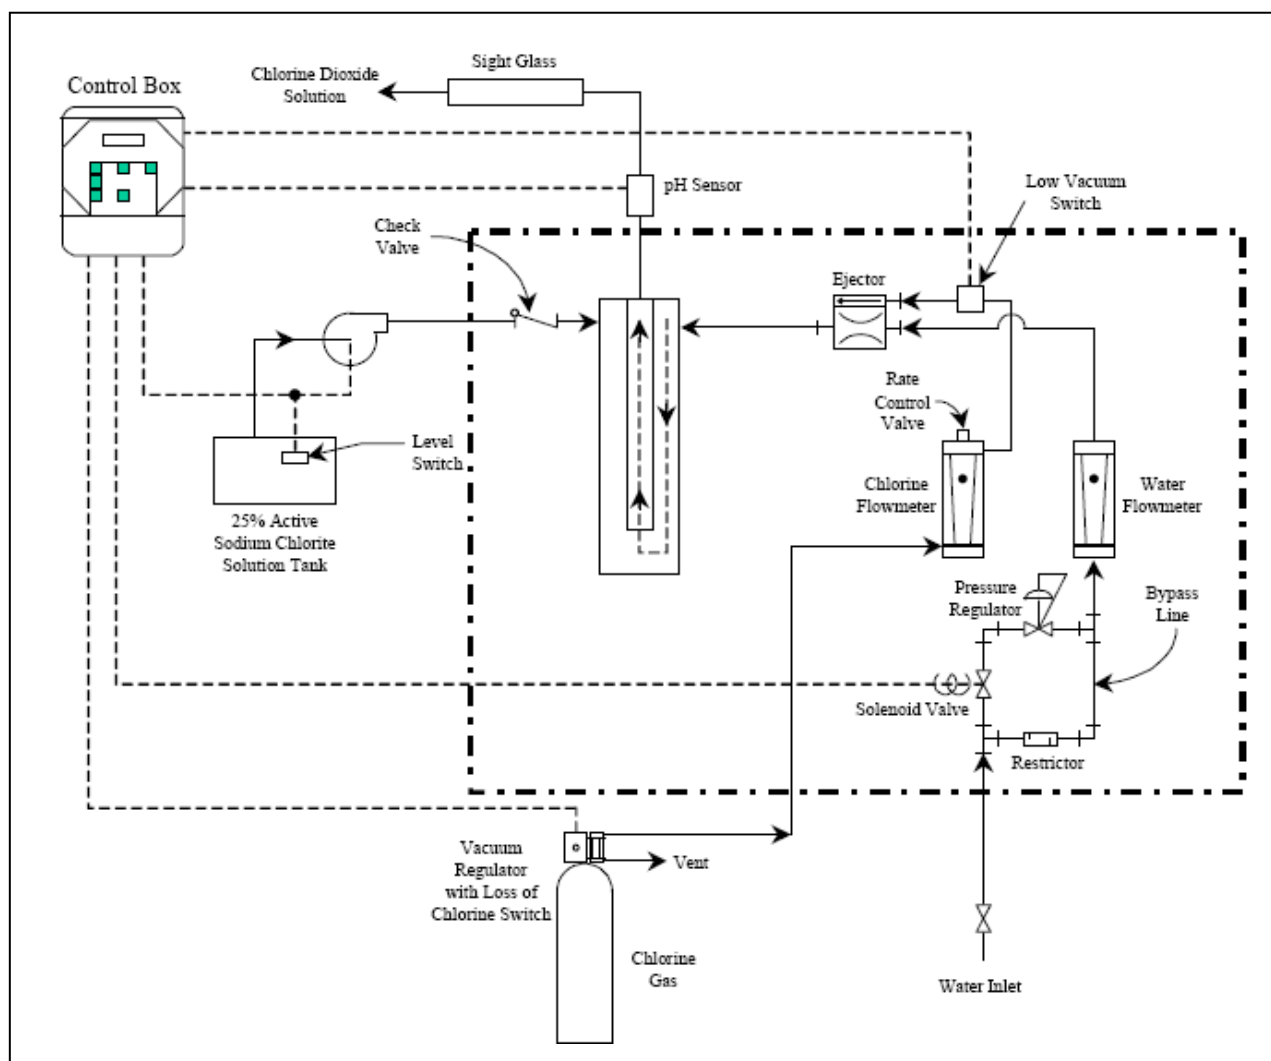 Sight Glass
Chlorine Dioxide
Solution
Control Box
pH Sensor
Low Vacuum
Switch
Check
Valve
Ejector
Rate
Control
Valve
Level
Switch
Chlorine
Flowmeter
Water
Flowmeter
25% Active
Sodium Chlorite
Solution Tank
Pressure
Regulator
Bypass
Line
Solenoid Valve
Restrictor
Vacuum
Regulator
with Loss of
Chlorine Switch
Vent
Chlorine
Gas
Water Inlet